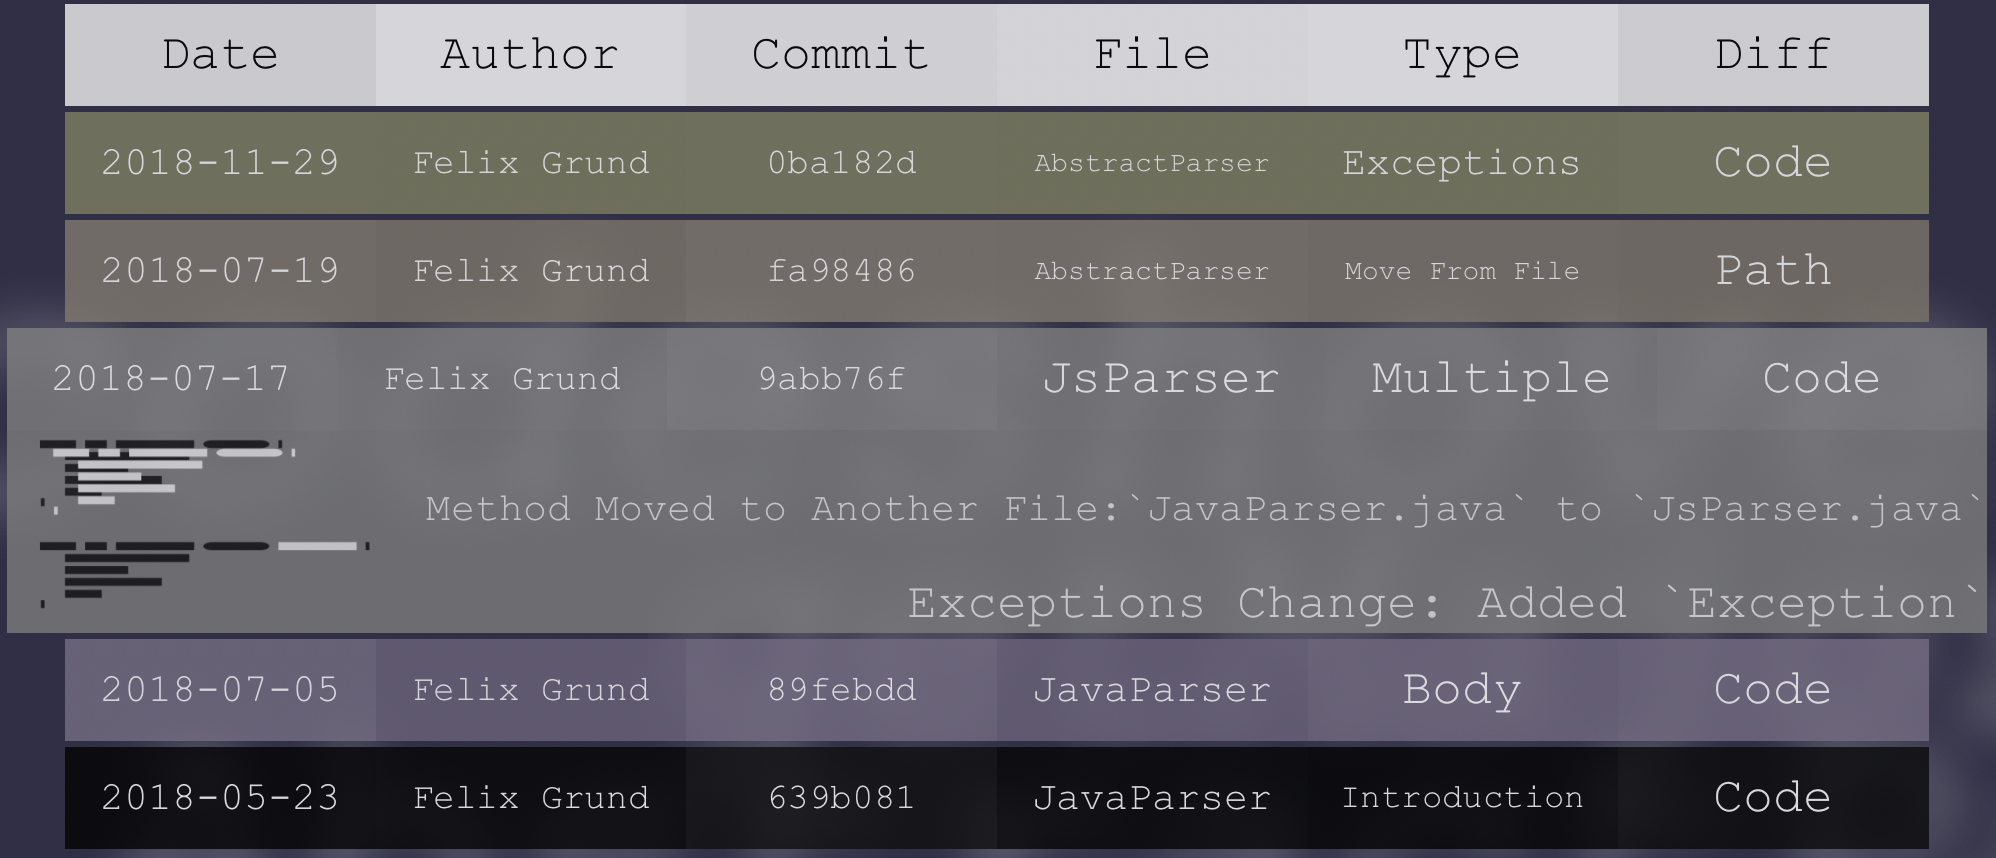 Date Author Commit File Type Diff
2018-11-29 Felix Grund 0ba182d AbstractParser Exceptions Code
2018-07-19 Felix Grund fa98486 AbstractParser Move From File Path
2018-07-17 Felix Grund 9abb76f JsParser Multiple Code
Method Moved to Another File:`JavaParser.java` to `JsParser.java`
Exceptions Change: Added `Exception`
2018-07-05 Felix Grund 89febdd JavaParser Body Code
2018-05-23 Felix Grund 639b081 JavaParser Introduction Code